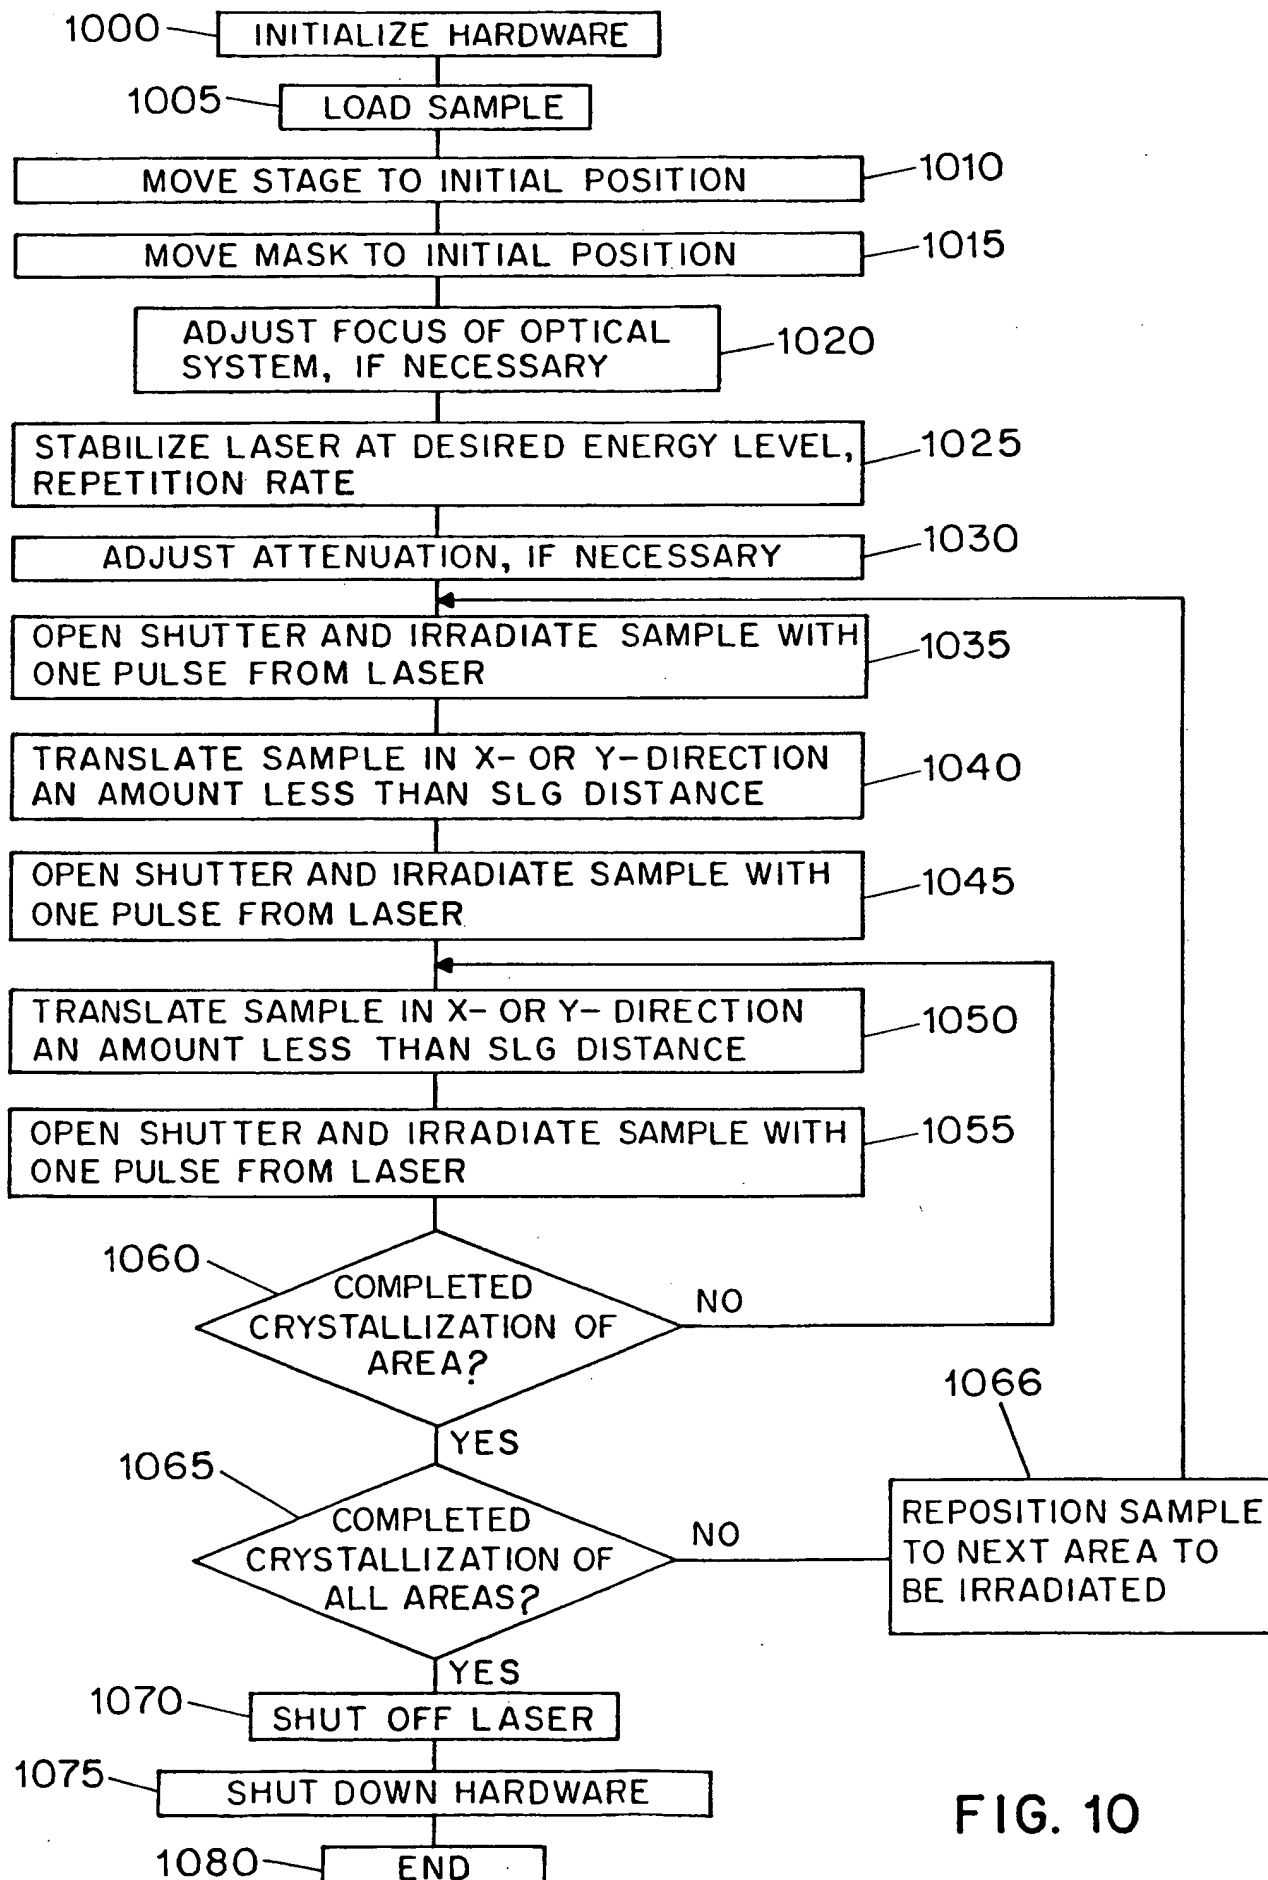 1000
INITIALIZE HARDWARE
1005
LOAD SAMPLE
MOVE STAGE TO INITIAL POSITION
1010
MOVE MASK TO INITIAL POSITION
1015
ADJUST FOCUS OF OPTICAL
SYSTEM, IF NECESSARY
1020
STABILIZE LASER AT DESIRED ENERGY LEVEL,
REPETITION RATE
1025
ADJUST ATTENUATION, IF NECESSARY
1030
OPEN SHUTTER AND IRRADIATE SAMPLE WITH
ONE PULSE FROM LASER
1035
TRANSLATE SAMPLE IN X- OR Y-DIRECTION
AN AMOUNT LESS THAN SLG DISTANCE
1040
OPEN SHUTTER AND IRRADIATE SAMPLE WITH
ONE PULSE FROM LASER
1045
TRANSLATE SAMPLE IN X- OR Y- DIRECTION
AN AMOUNT LESS THAN SLG DISTANCE
1050
OPEN SHUTTER AND IRRADIATE SAMPLE WITH
ONE PULSE FROM LASER
1055
1060
COMPLETED
CRYSTALLIZATION OF
AREA?
NO
YES
1065
COMPLETED
CRYSTALLIZATION OF
ALL AREAS?
NO
1066
REPOSITION SAMPLE
TO NEXT AREA TO
BE IRRADIATED
YES
1070
SHUT OFF LASER
1075
SHUT DOWN HARDWARE
1080
END
FIG. 10